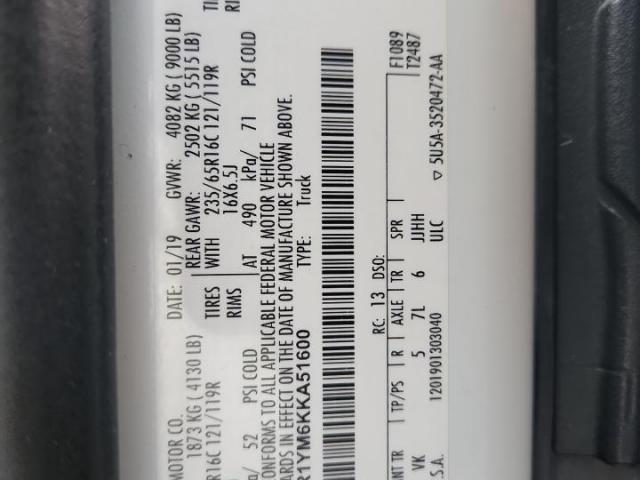 MOTOR CO. DATE: 01/19 GVWR: 4082 KG ( 9000 LB)
1873 KG ( 4130 LB) REAR GAWR: 2502 KG ( 5515 LB)
R16C 121/119R TIRES WITH 235/65R16C 121/119R
RIMS 16X6.5J
/ 52 PSI COLD AT 490 kPa/ 71 PSI COLD
ONFORMS TO ALL APPLICABLE FEDERAL MOTOR VEHICLE
ARDS IN EFFECT ON THE DATE OF MANUFACTURE SHOWN ABOVE.
R1YM6KKA51600 TYPE: Truck
F1089
T2487
RC: 13 DSO:
INT TR TP/PS R AXLE TR SPR
VK 5 7L 6 JJHH
.S.A. 1201901303040 ULC ▽ 5U5A-3520472-AA